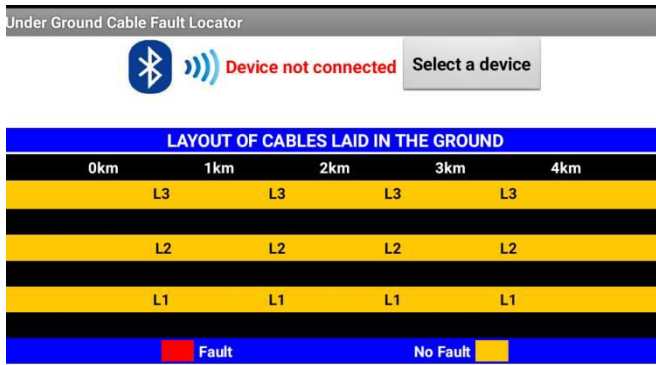 Under Ground Cable Fault Locator
Device not connected Select a device
LAYOUT OF CABLES LAID IN THE GROUND
0km 1km 2km 3km 4km
L3 L3 L3 L3
L2 L2 L2 L2
L1 L1 L1 L1
Fault No Fault